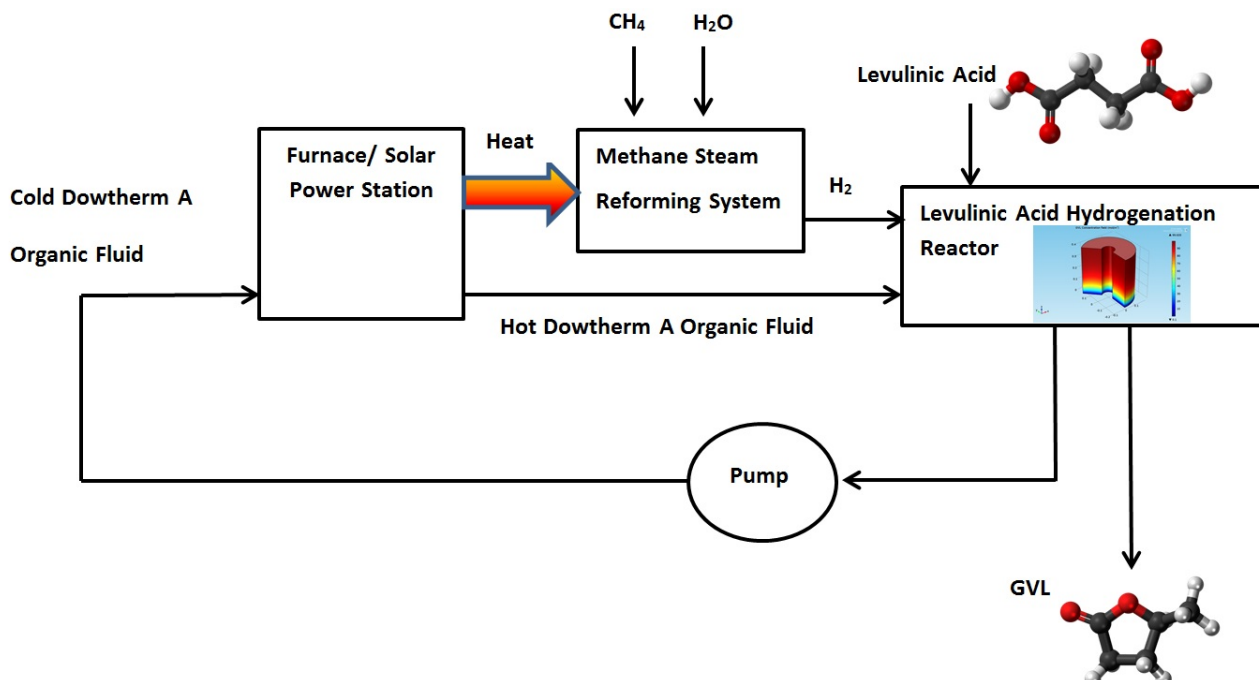 CH₄
H₂O
Levulinic Acid
Furnace/ Solar
Power Station
Heat
Methane Steam
Reforming System
H₂
Levulinic Acid Hydrogenation
Reactor
Cold Dowtherm A
Organic Fluid
Hot Dowtherm A Organic Fluid
Pump
GVL